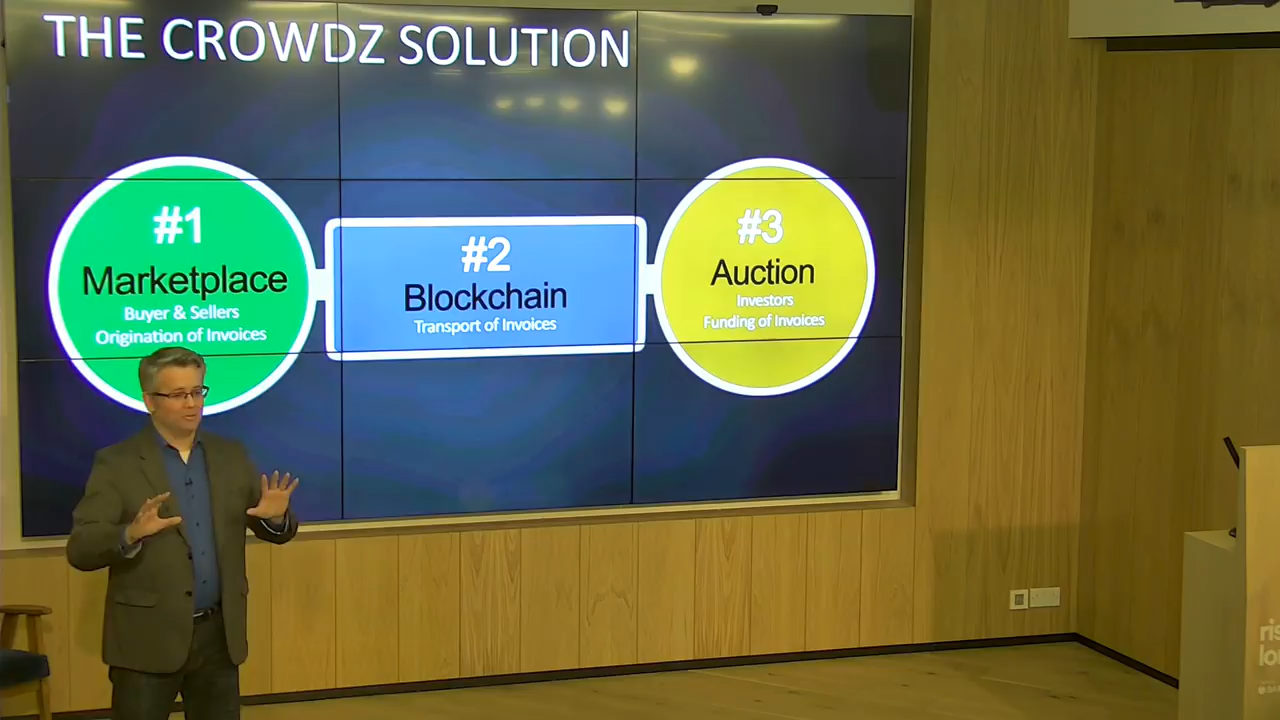 THE CROWDZ SOLUTION
#1
Marketplace
Buyer & Sellers
Origination of Invoices
#2
Blockchain
Transport of Invoices
#3
Auction
Investors
Funding of Invoices